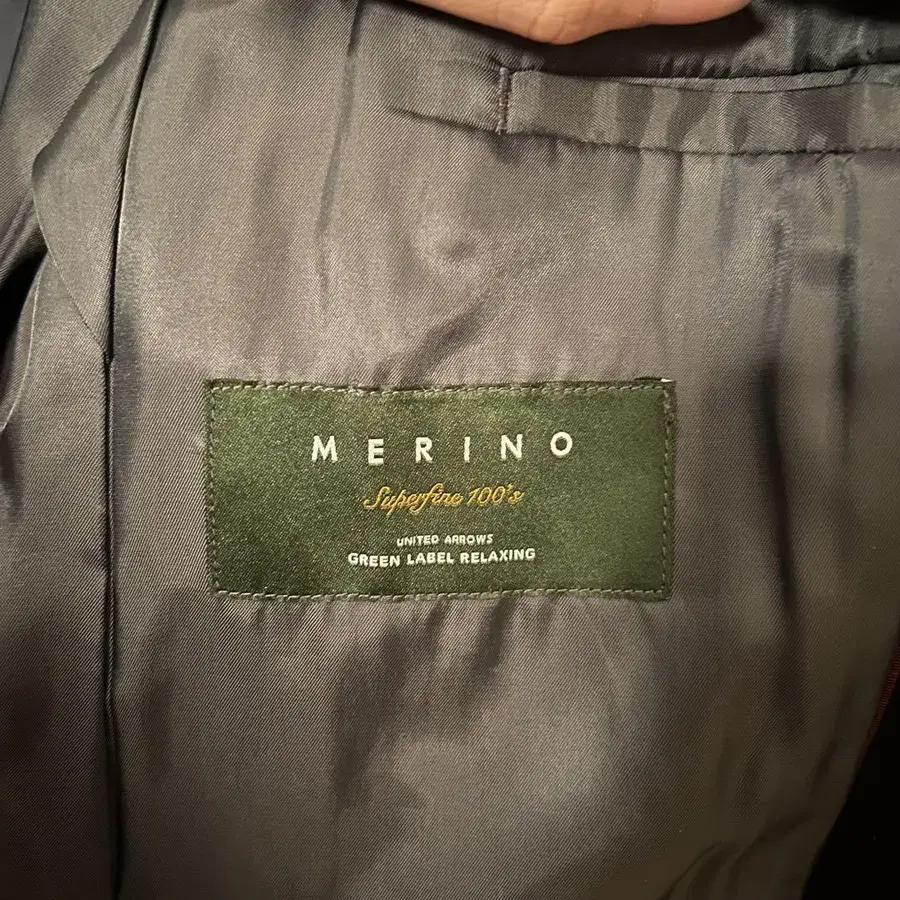 MERINO
Superfine 100's
UNITED ARROWS
GREEN LABEL RELAXING